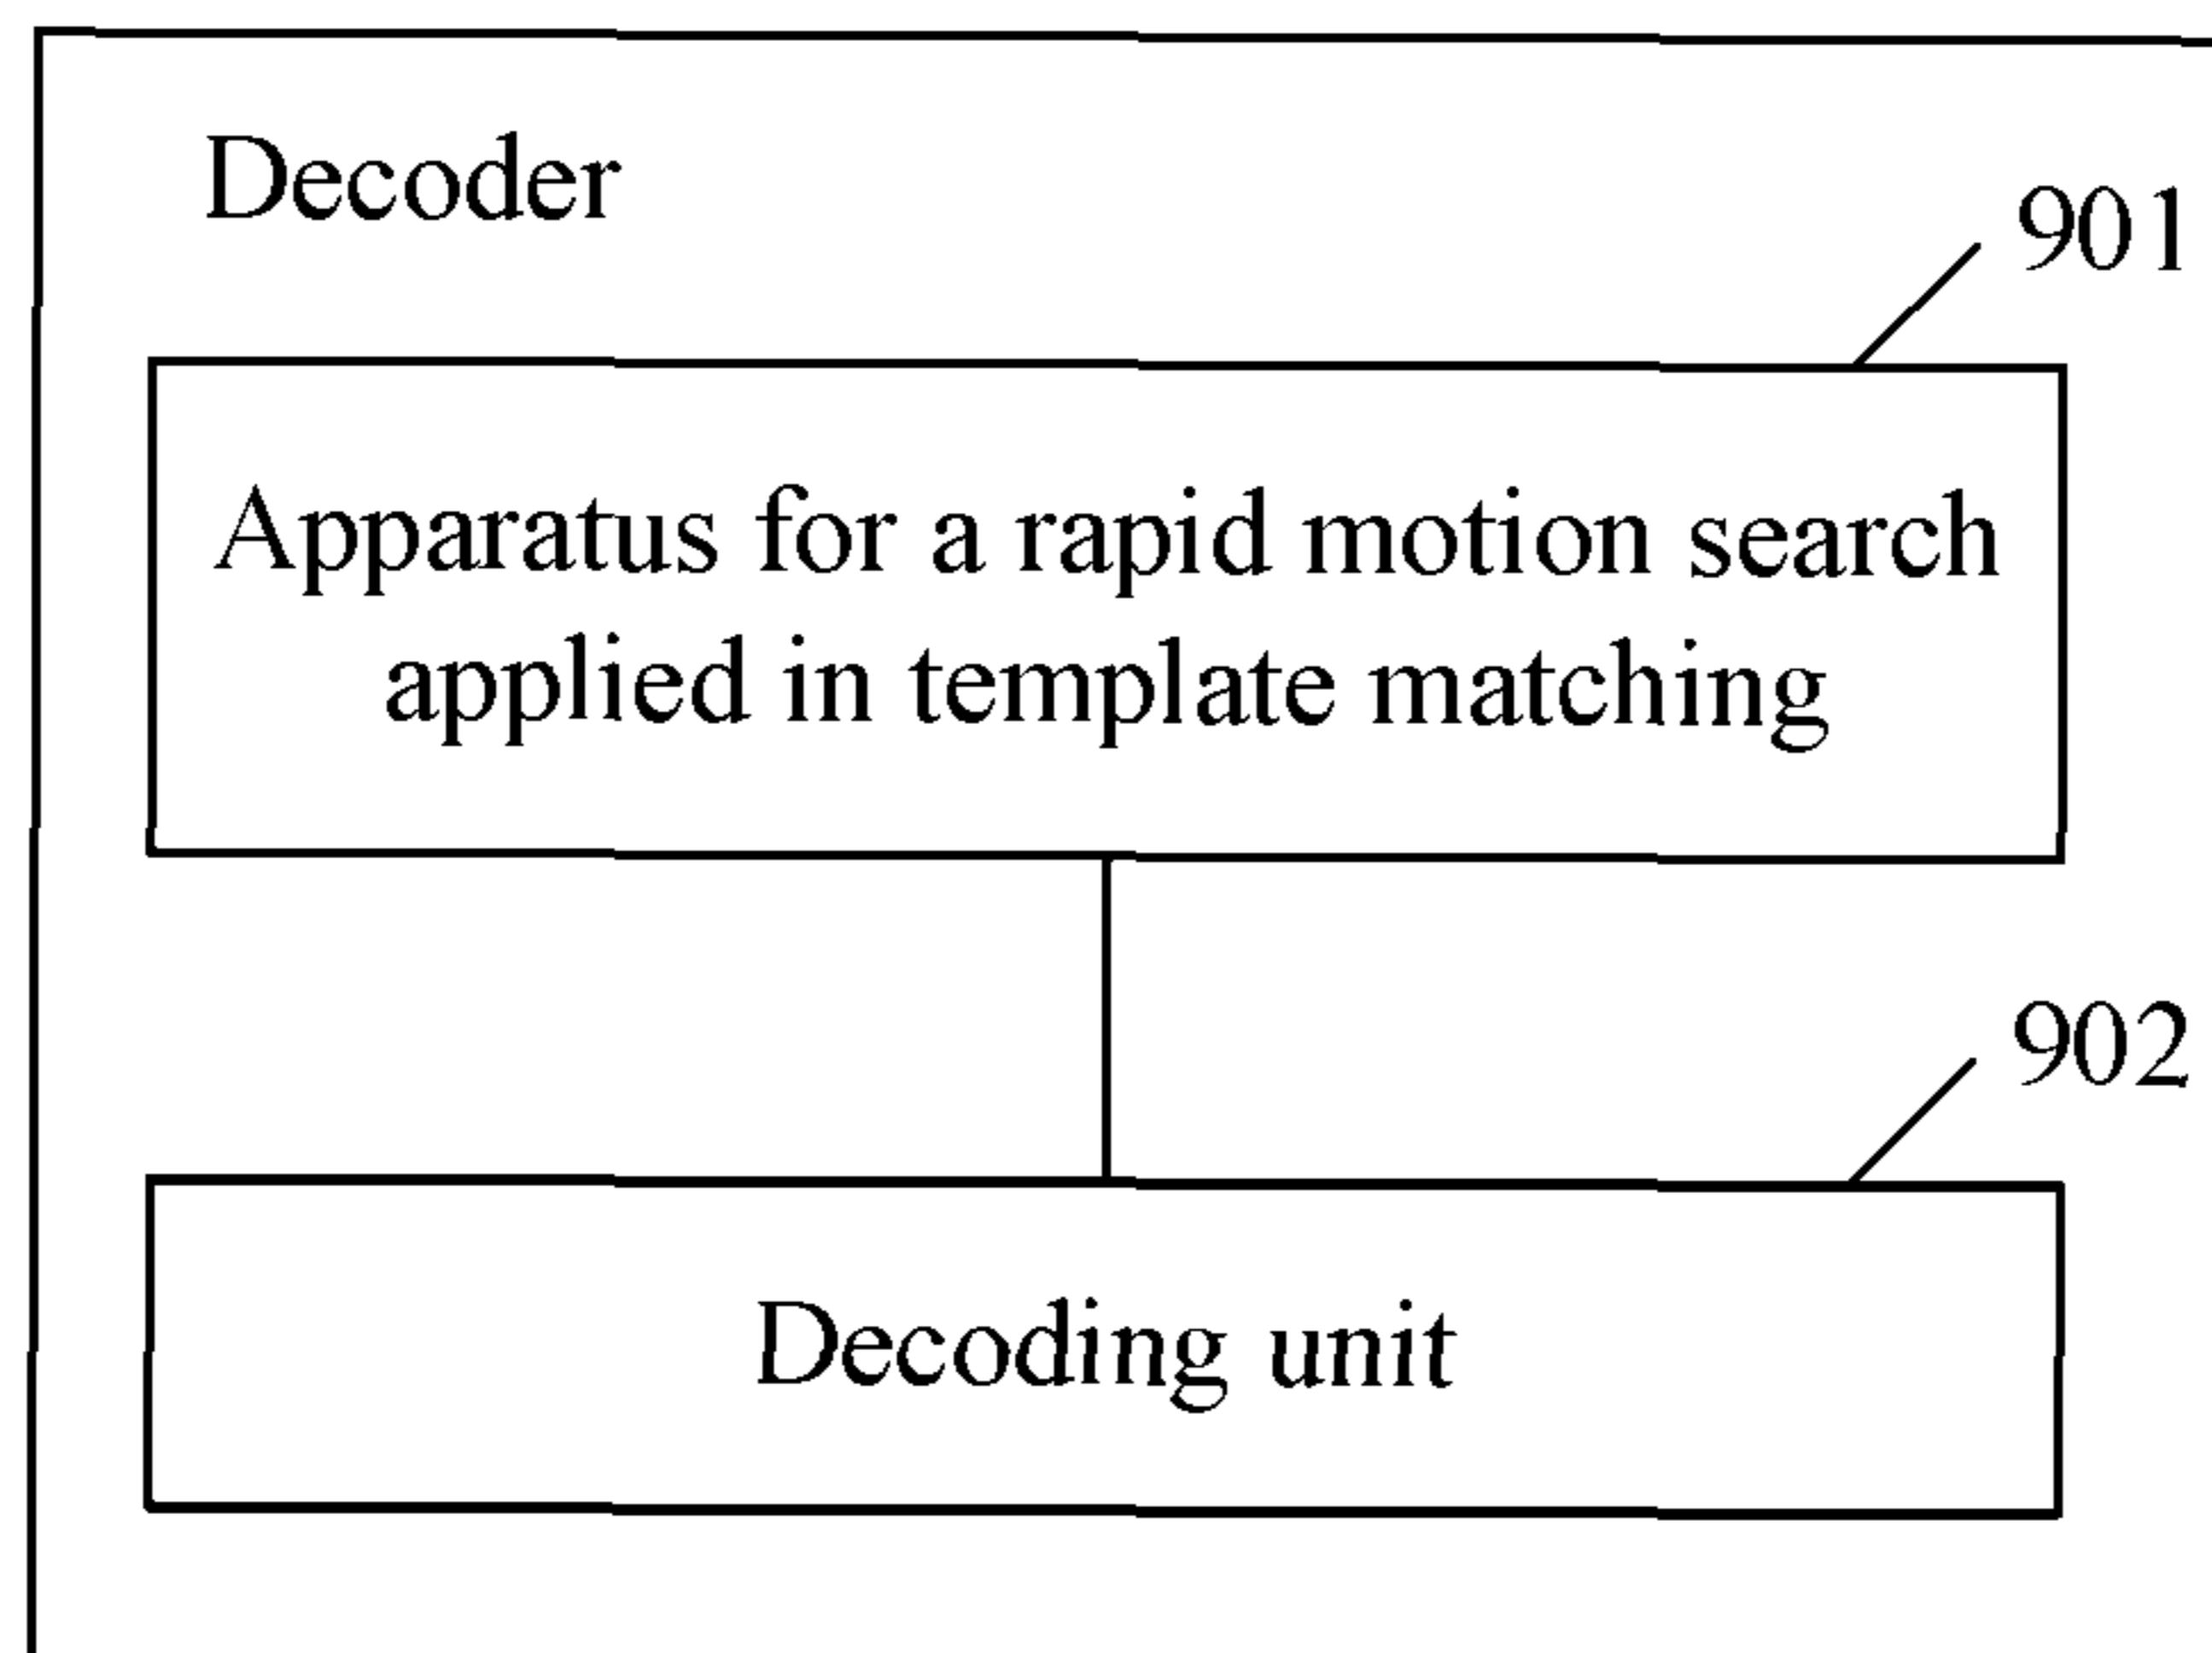 Decoder
901
Apparatus for a rapid motion search
applied in template matching
902
Decoding unit